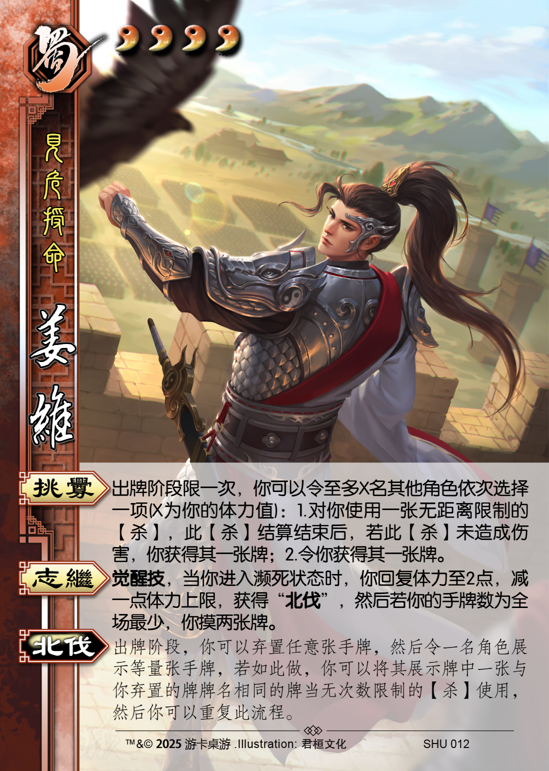 蜀
見危授命
姜維
挑釁
出牌阶段限一次，你可以令至多X名其他角色依次选择
一项(X为你的体力值)：1.对你使用一张无距离限制的
【杀】，此【杀】结算结束后，若此【杀】未造成伤
害，你获得其一张牌；2.令你获得其一张牌。
志繼
觉醒技，当你进入濒死状态时，你回复体力至2点，减
一点体力上限，获得“北伐”，然后若你的手牌数为全
场最少，你摸两张牌。
北伐
出牌阶段，你可以弃置任意张手牌，然后令一名角色展
示等量张手牌，若如此做，你可以将其展示牌中一张与
你弃置的牌牌名相同的牌当无次数限制的【杀】使用，
然后你可以重复此流程。
™&© 2025 游卡桌游 .Illustration: 君桓文化 SHU 012